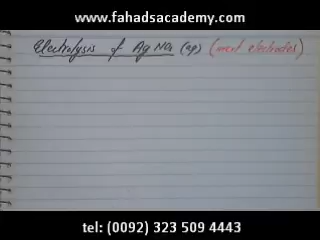 www.fahadsacademy.com
Electrolysis of AgNO₃ (aq) (inert electrodes)
tel: (0092) 323 509 4443